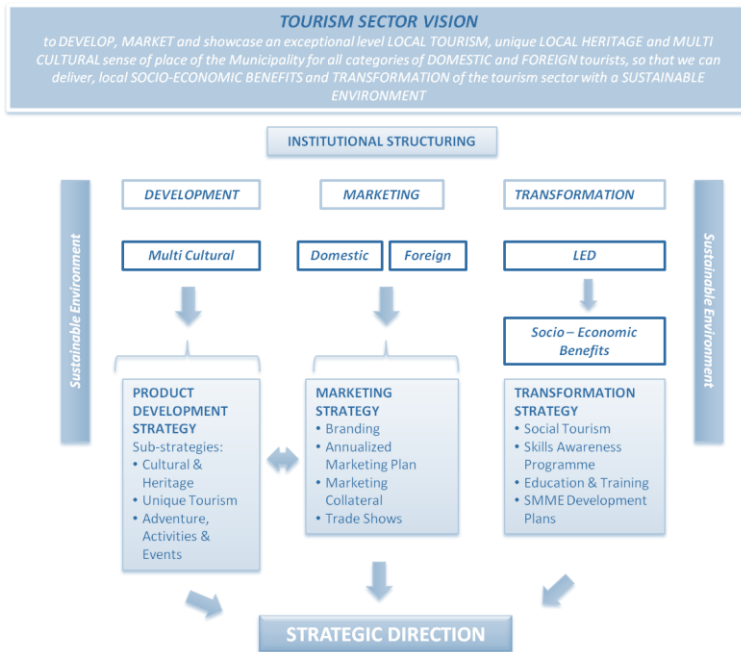 TOURISM SECTOR VISION
to DEVELOP, MARKET and showcase an exceptional level LOCAL TOURISM, unique LOCAL HERITAGE and MULTI
CULTURAL sense of place of the Municipality for all categories of DOMESTIC and FOREIGN tourists, so that we can
deliver, local SOCIO-ECONOMIC BENEFITS and TRANSFORMATION of the tourism sector with a SUSTAINABLE
ENVIRONMENT
INSTITUTIONAL STRUCTURING
Sustainable Environment
DEVELOPMENT
Multi Cultural
PRODUCT
DEVELOPMENT
STRATEGY
Sub-strategies:
• Cultural &
Heritage
• Unique Tourism
• Adventure,
Activities &
Events
MARKETING
Domestic
Foreign
MARKETING
STRATEGY
• Branding
• Annualized
Marketing Plan
• Marketing
Collateral
• Trade Shows
TRANSFORMATION
LED
Socio – Economic
Benefits
TRANSFORMATION
STRATEGY
• Social Tourism
• Skills Awareness
Programme
• Education & Training
• SMME Development
Plans
Sustainable Environment
STRATEGIC DIRECTION